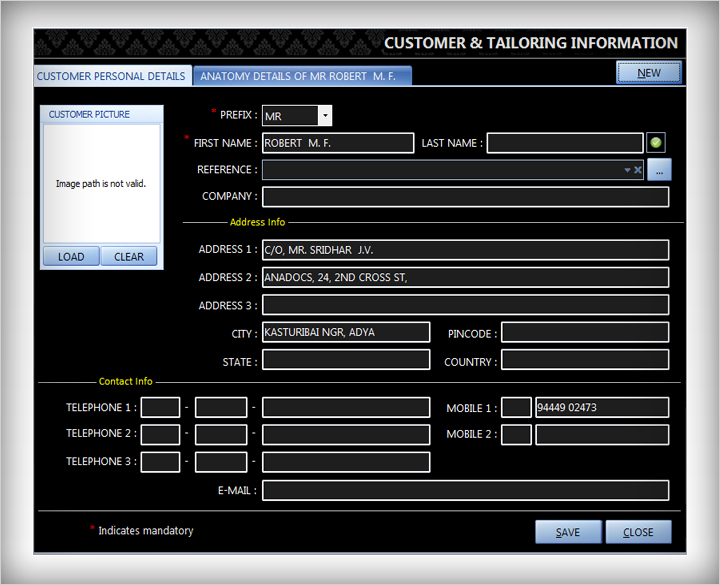 CUSTOMER & TAILORING INFORMATION
CUSTOMER PERSONAL DETAILS ANATOMY DETAILS OF MR ROBERT M. F. NEW
CUSTOMER PICTURE
Image path is not valid.
LOAD CLEAR
* PREFIX : MR
* FIRST NAME : ROBERT M. F. LAST NAME :
REFERENCE : ...
COMPANY :
Address Info
ADDRESS 1 : C/O, MR. SRIDHAR J.V.
ADDRESS 2 : ANADOCS, 24, 2ND CROSS ST,
ADDRESS 3 :
CITY : KASTURIBAI NGR, ADYA PINCODE :
STATE : COUNTRY :
Contact Info
TELEPHONE 1 : - - MOBILE 1 : 94449 02473
TELEPHONE 2 : - - MOBILE 2 :
TELEPHONE 3 : - -
E-MAIL :
* Indicates mandatory SAVE CLOSE